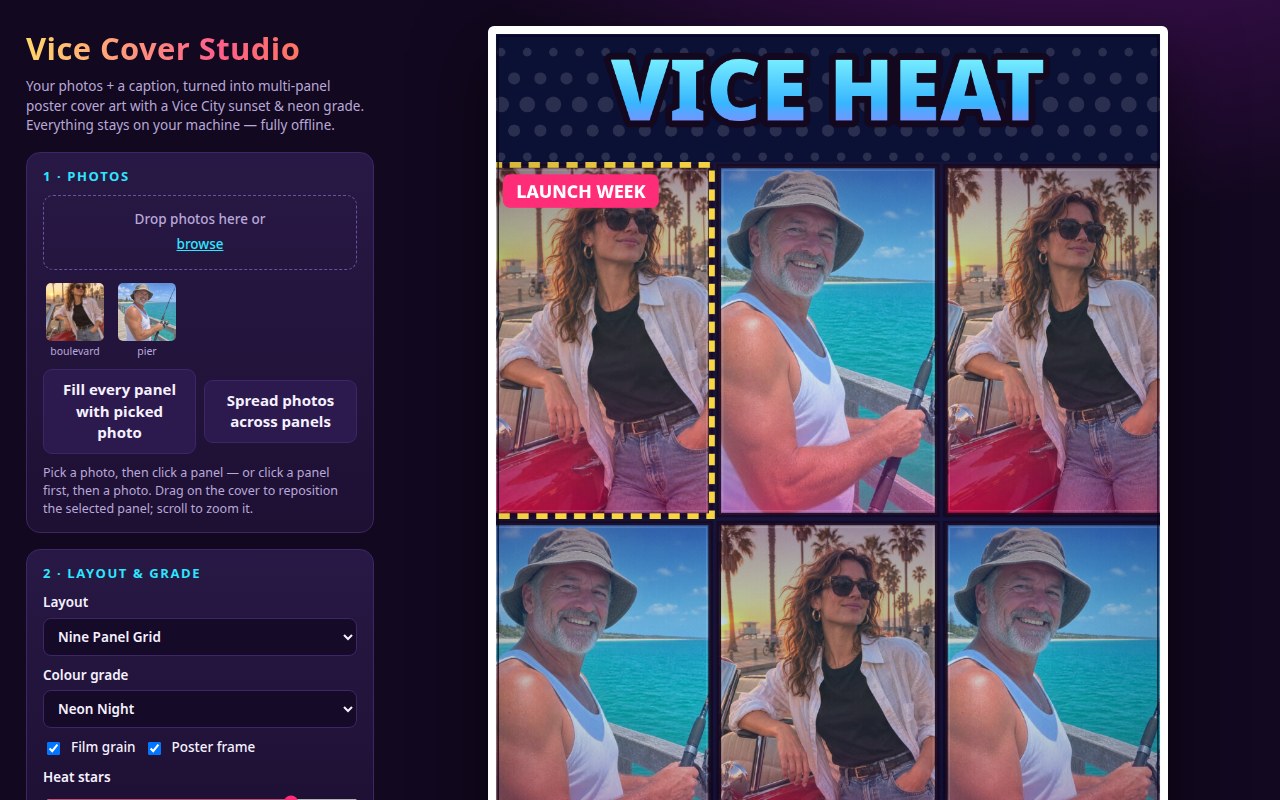 Vice Cover Studio
Your photos + a caption, turned into multi-panel
poster cover art with a Vice City sunset & neon grade.
Everything stays on your machine — fully offline.
1 · PHOTOS
Drop photos here or
browse
boulevard
pier
Fill every panel
with picked
photo
Spread photos
across panels
Pick a photo, then click a panel — or click a panel
first, then a photo. Drag on the cover to reposition
the selected panel; scroll to zoom it.
2 · LAYOUT & GRADE
Layout
Nine Panel Grid
Colour grade
Neon Night
Film grain
Poster frame
Heat stars
VICE HEAT
LAUNCH WEEK